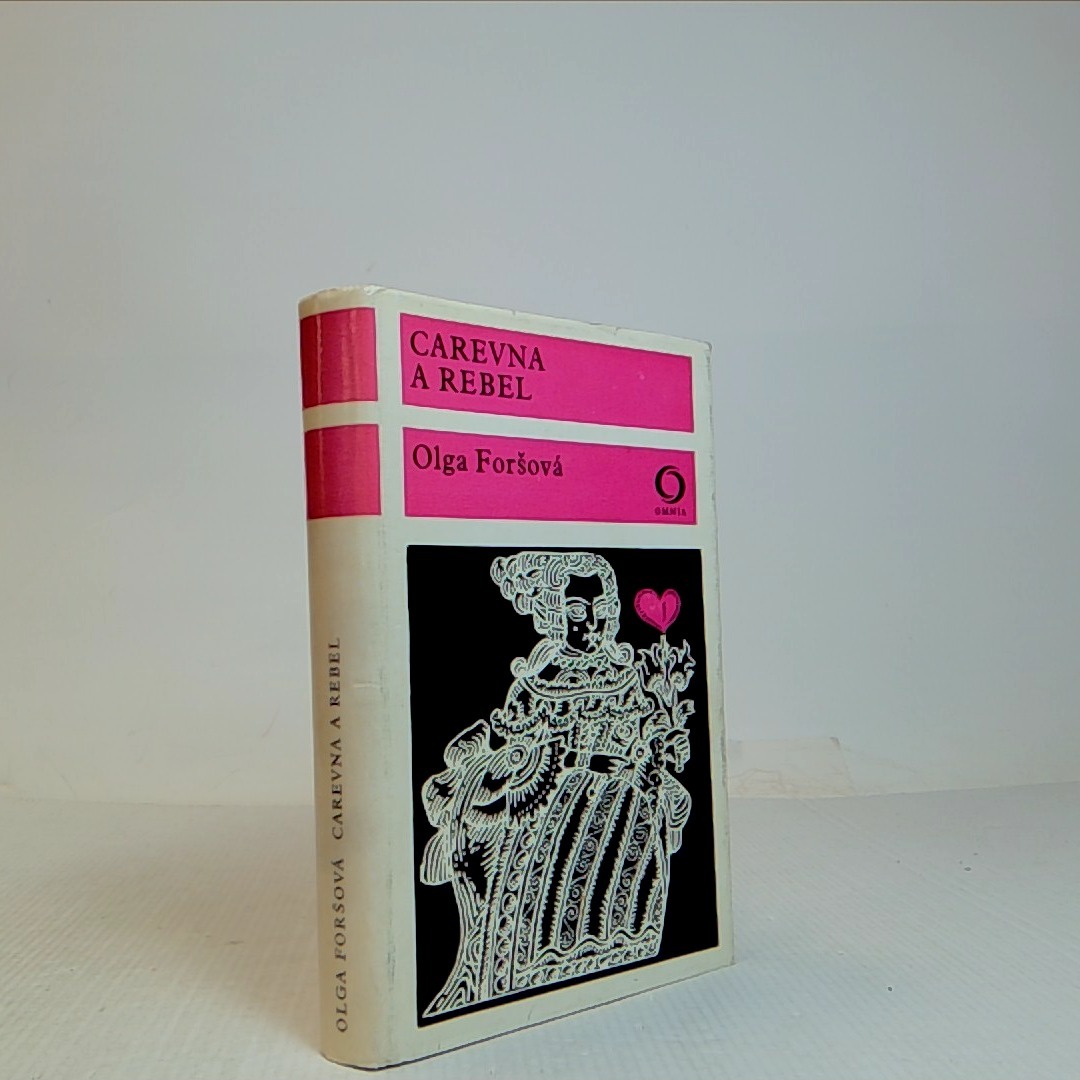 CAREVNA
A REBEL
Olga Foršová
OMNIA
OLGA FORŠOVÁ CAREVNA A REBEL